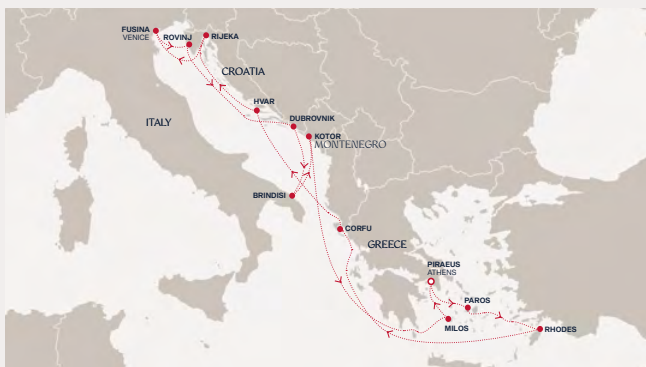 FUSINA
VENICE
ROVINJ
RIJEKA
CROATIA
HVAR
ITALY
DUBROVNIK
KOTOR
MONTENEGRO
BRINDISI
CORFU
GREECE
PIRAEUS
ATHENS
PAROS
MILOS
RHODES